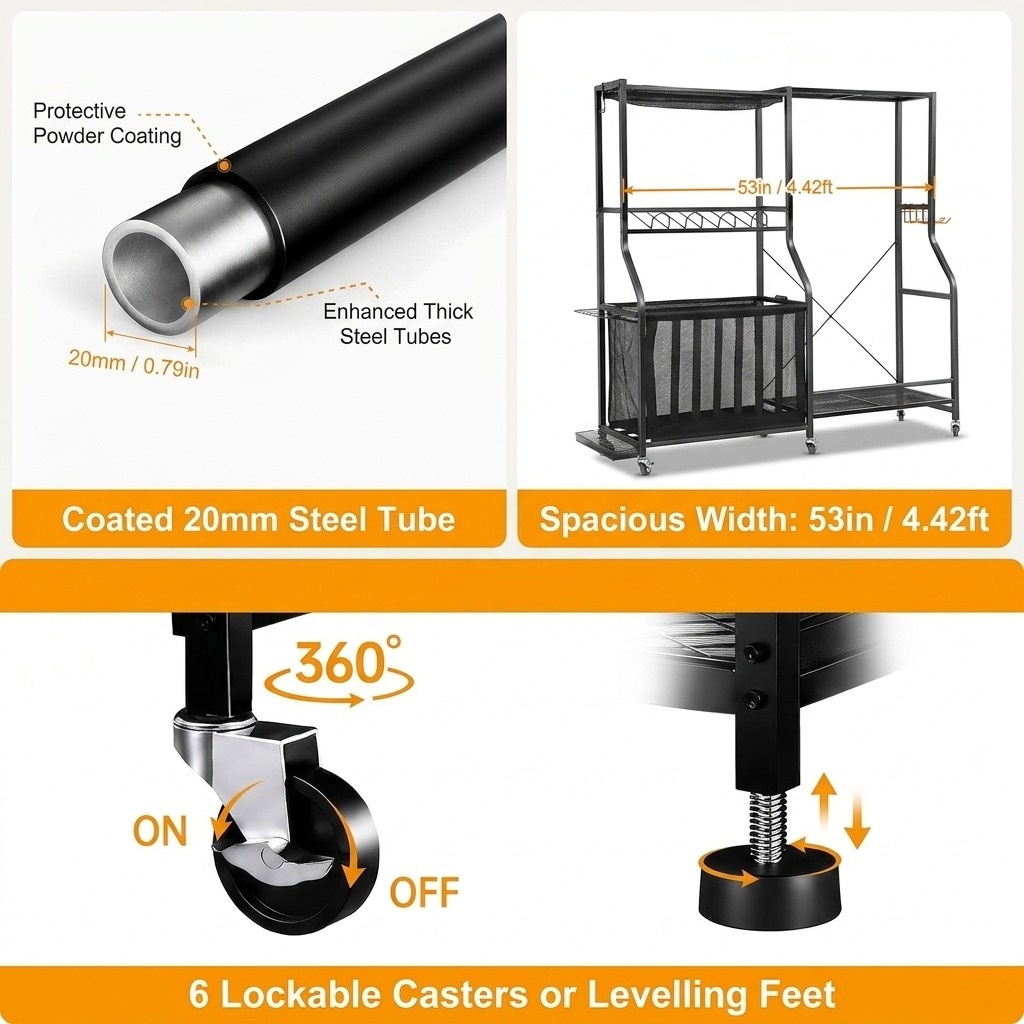 Protective
Powder Coating
Enhanced Thick
Steel Tubes
20mm / 0.79in
Coated 20mm Steel Tube
53in / 4.42ft
Spacious Width: 53in / 4.42ft
360°
ON
OFF
6 Lockable Casters or Levelling Feet